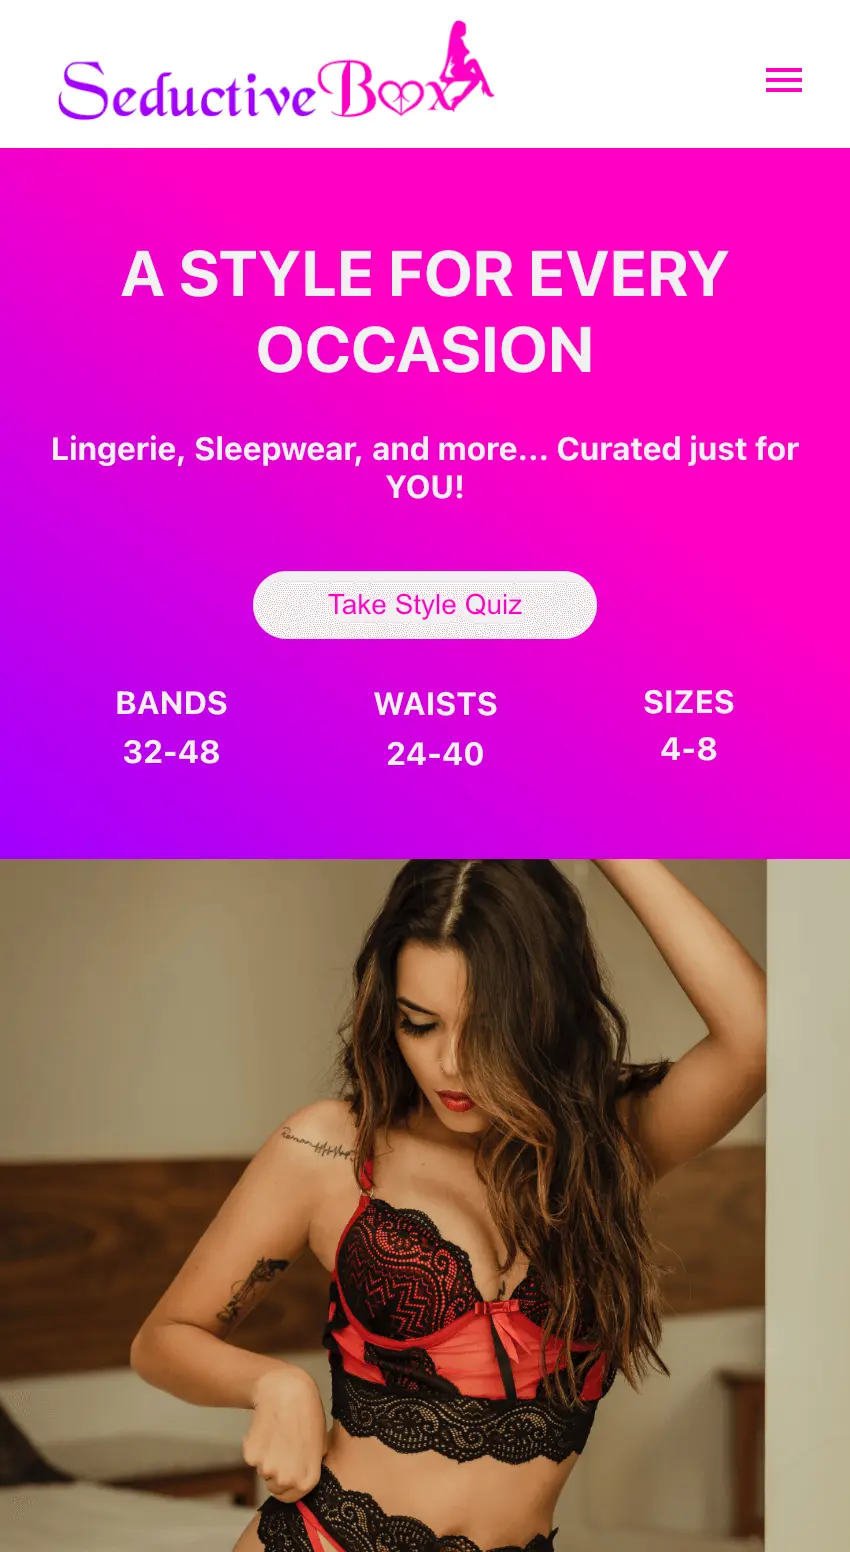 SeductiveBox
A STYLE FOR EVERY
OCCASION
Lingerie, Sleepwear, and more... Curated just for
YOU!
Take Style Quiz
BANDS WAISTS SIZES
32-48 24-40 4-8